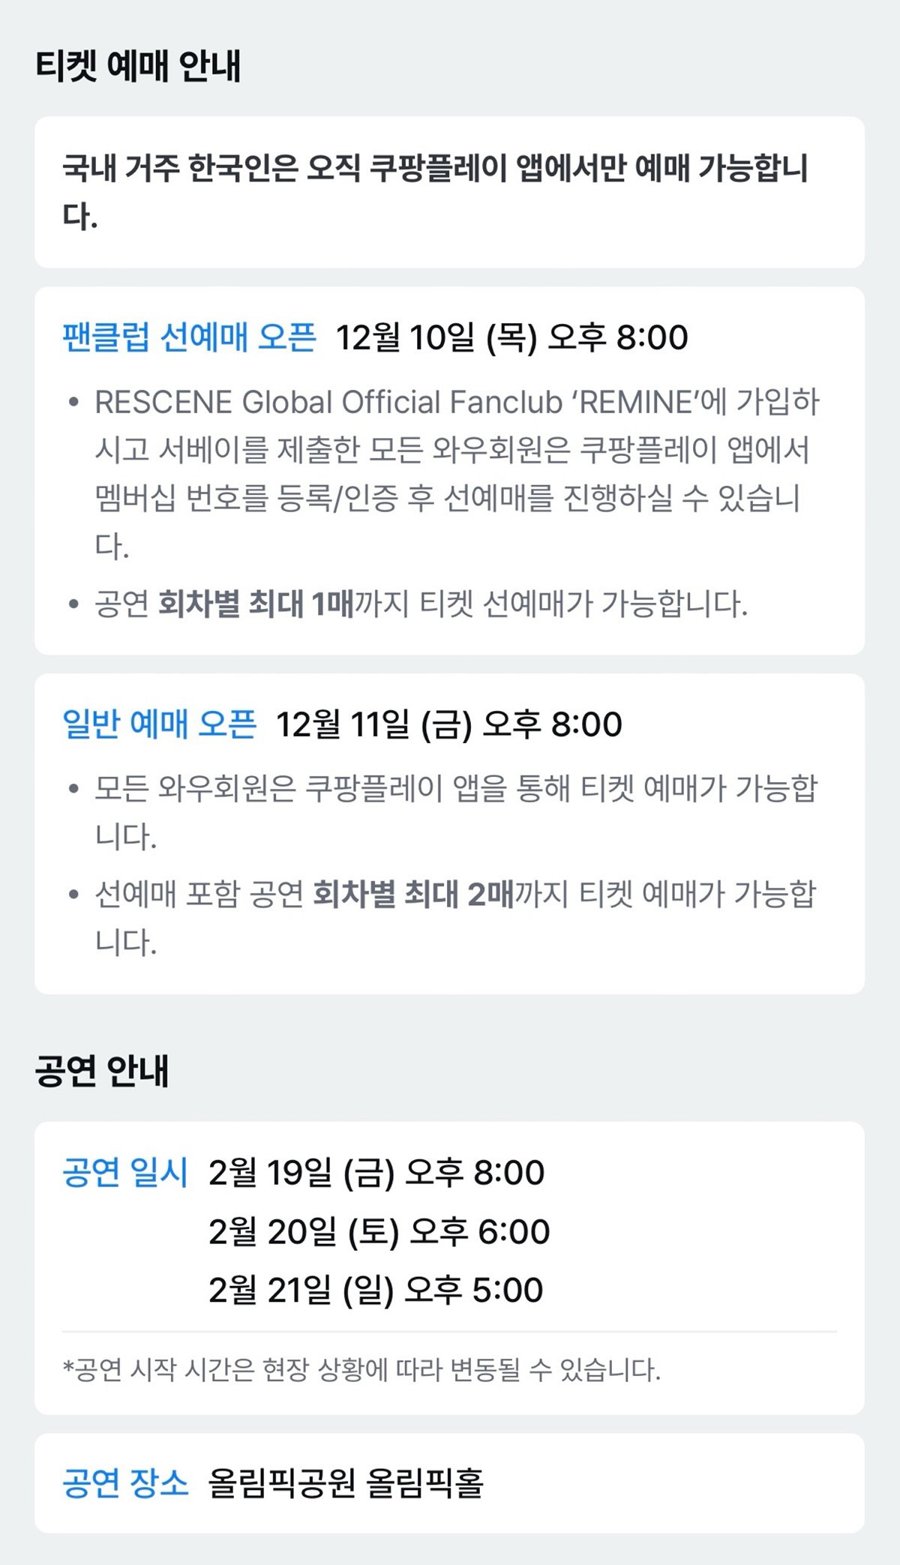 티켓 예매 안내
국내 거주 한국인은 오직 쿠팡플레이 앱에서만 예매 가능합니
다.
팬클럽 선예매 오픈 12월 10일 (목) 오후 8:00
• RESCENE Global Official Fanclub ‘REMINE’에 가입하
시고 서베이를 제출한 모든 와우회원은 쿠팡플레이 앱에서
멤버십 번호를 등록/인증 후 선예매를 진행하실 수 있습니
다.
• 공연 회차별 최대 1매까지 티켓 선예매가 가능합니다.
일반 예매 오픈 12월 11일 (금) 오후 8:00
• 모든 와우회원은 쿠팡플레이 앱을 통해 티켓 예매가 가능합
니다.
• 선예매 포함 공연 회차별 최대 2매까지 티켓 예매가 가능합
니다.
공연 안내
공연 일시 2월 19일 (금) 오후 8:00
2월 20일 (토) 오후 6:00
2월 21일 (일) 오후 5:00
*공연 시작 시간은 현장 상황에 따라 변동될 수 있습니다.
공연 장소 올림픽공원 올림픽홀